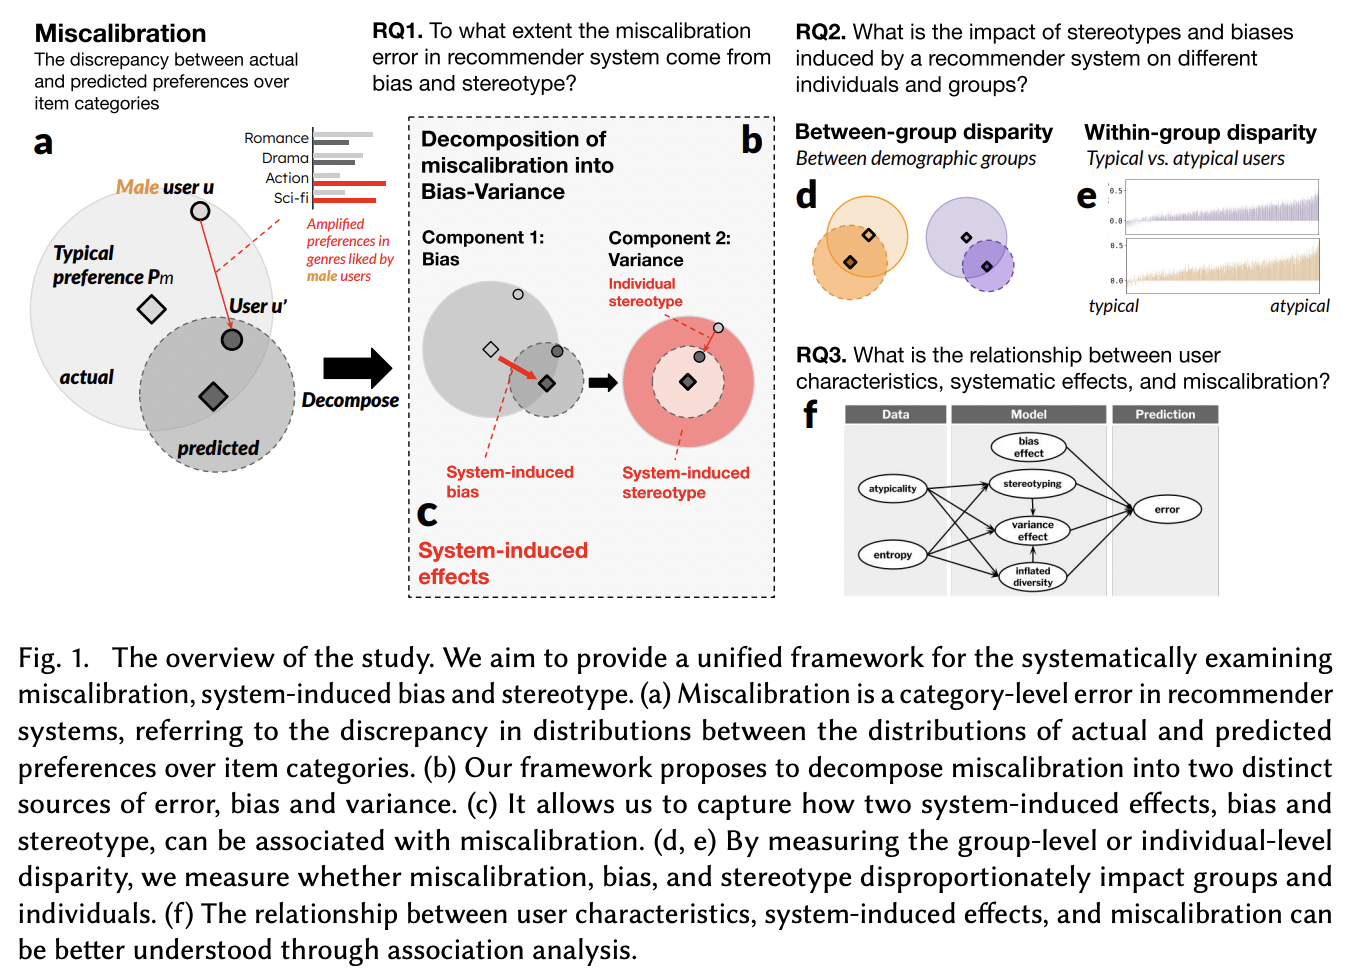 Miscalibration
The discrepancy between actual
and predicted preferences over
item categories
a
Romance
Drama
Action
Sci-fi
Male user u
Amplified
preferences in
genres liked by
male users
Typical
preference Pm
User u’
actual
predicted
Decompose
RQ1. To what extent the miscalibration
error in recommender system come from
bias and stereotype?
Decomposition of
miscalibration into
Bias-Variance
b
Component 1:
Bias
Component 2:
Variance
Individual
stereotype
System-induced
bias
System-induced
stereotype
c
System-induced
effects
RQ2. What is the impact of stereotypes and biases
induced by a recommender system on different
individuals and groups?
Between-group disparity
Between demographic groups
d
Within-group disparity
Typical vs. atypical users
e
0.5
0.0
0.5
0.0
typical
atypical
RQ3. What is the relationship between user
characteristics, systematic effects, and miscalibration?
f
Data
Model
Prediction
bias
effect
atypicality
stereotyping
variance
effect
error
entropy
inflated
diversity
Fig. 1. The overview of the study. We aim to provide a unified framework for the systematically examining
miscalibration, system-induced bias and stereotype. (a) Miscalibration is a category-level error in recommender
systems, referring to the discrepancy in distributions between the distributions of actual and predicted
preferences over item categories. (b) Our framework proposes to decompose miscalibration into two distinct
sources of error, bias and variance. (c) It allows us to capture how two system-induced effects, bias and
stereotype, can be associated with miscalibration. (d, e) By measuring the group-level or individual-level
disparity, we measure whether miscalibration, bias, and stereotype disproportionately impact groups and
individuals. (f) The relationship between user characteristics, system-induced effects, and miscalibration can
be better understood through association analysis.